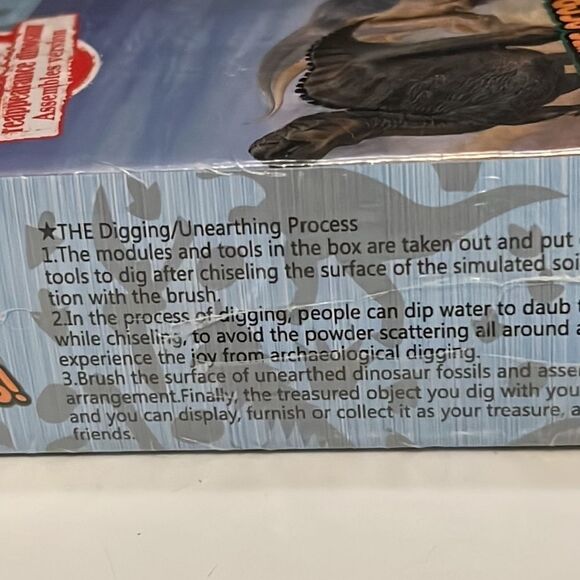 reappearance dinosaur
Assembles version
★THE Digging/Unearthing Process
1.The modules and tools in the box are taken out and put
tools to dig after chiseling the surface of the simulated soi
tion with the brush.
2.In the process of digging, people can dip water to daub
while chiseling, to avoid the powder scattering all around a
experience the joy from archaeological digging.
3.Brush the surface of unearthed dinosaur fossils and asse
arrangement.Finally, the treasured object you dig with you
and you can display, furnish or collect it as your treasure, a
friends.